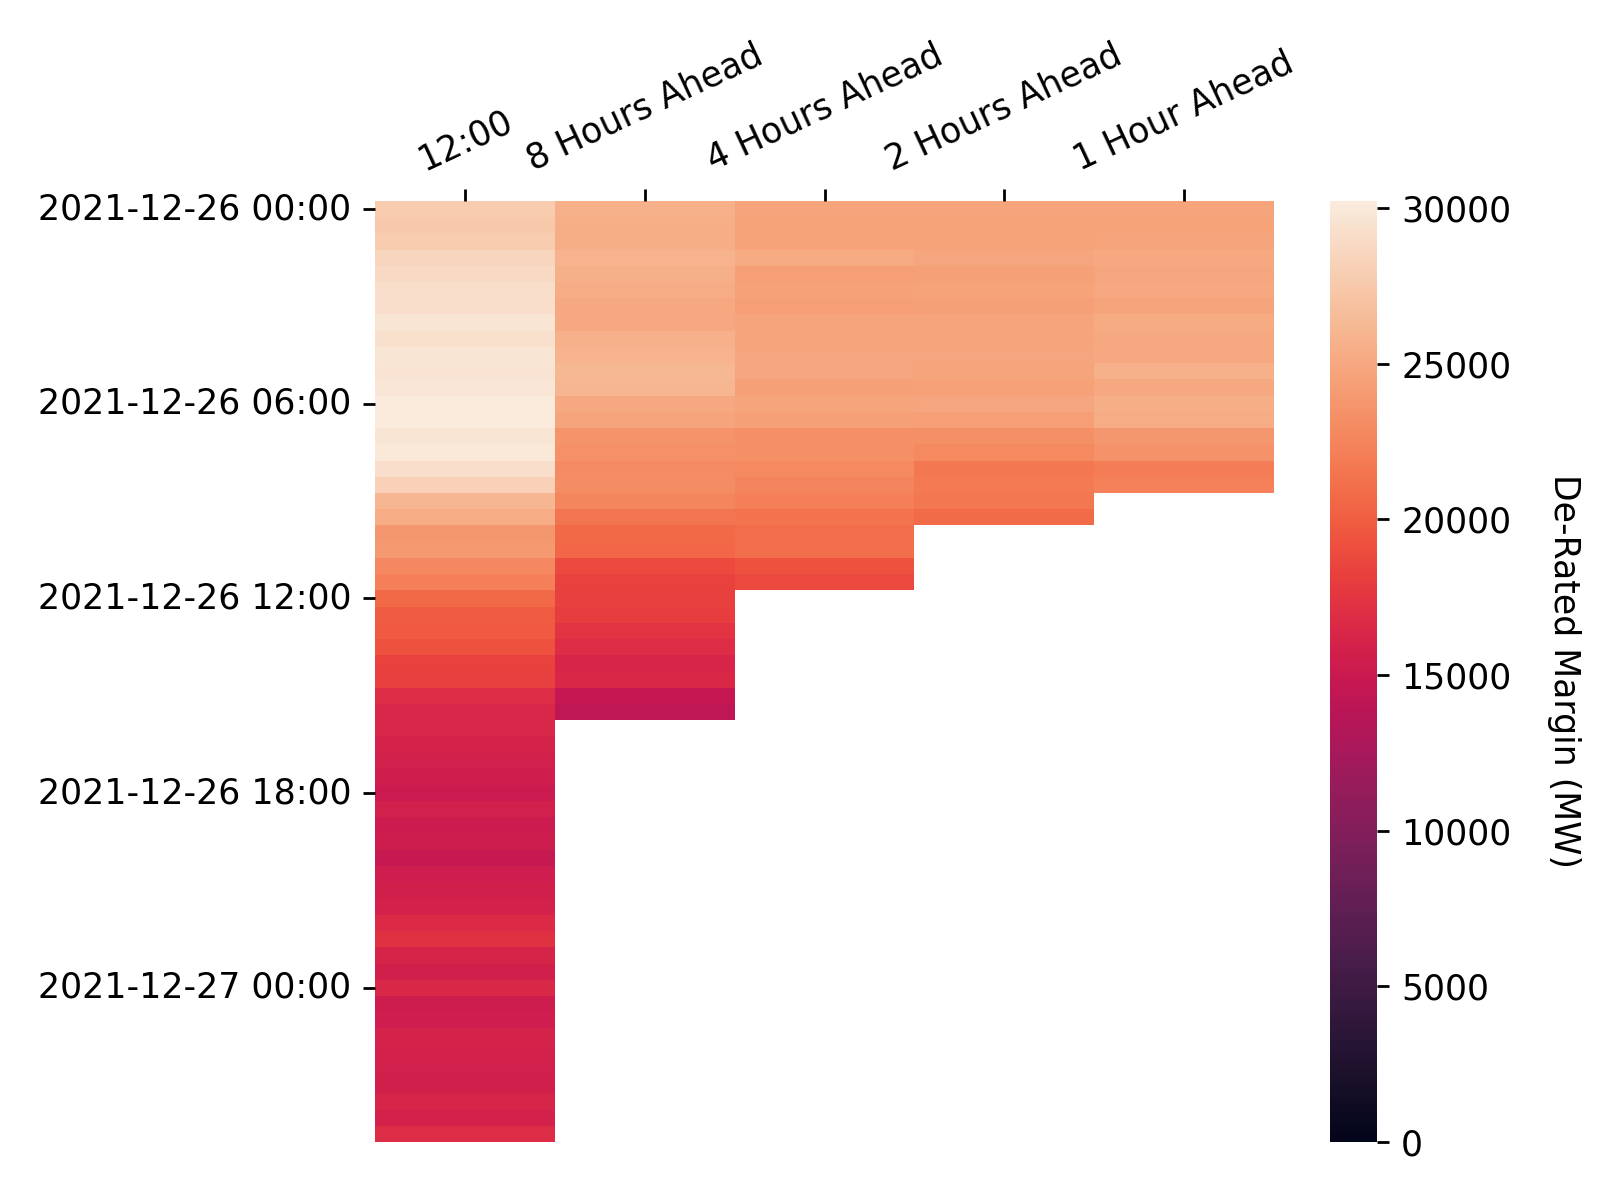 12:00
8 Hours Ahead
4 Hours Ahead
2 Hours Ahead
1 Hour Ahead
2021-12-26 00:00
2021-12-26 06:00
2021-12-26 12:00
2021-12-26 18:00
2021-12-27 00:00
30000
25000
20000
15000
10000
5000
0
De-Rated Margin (MW)